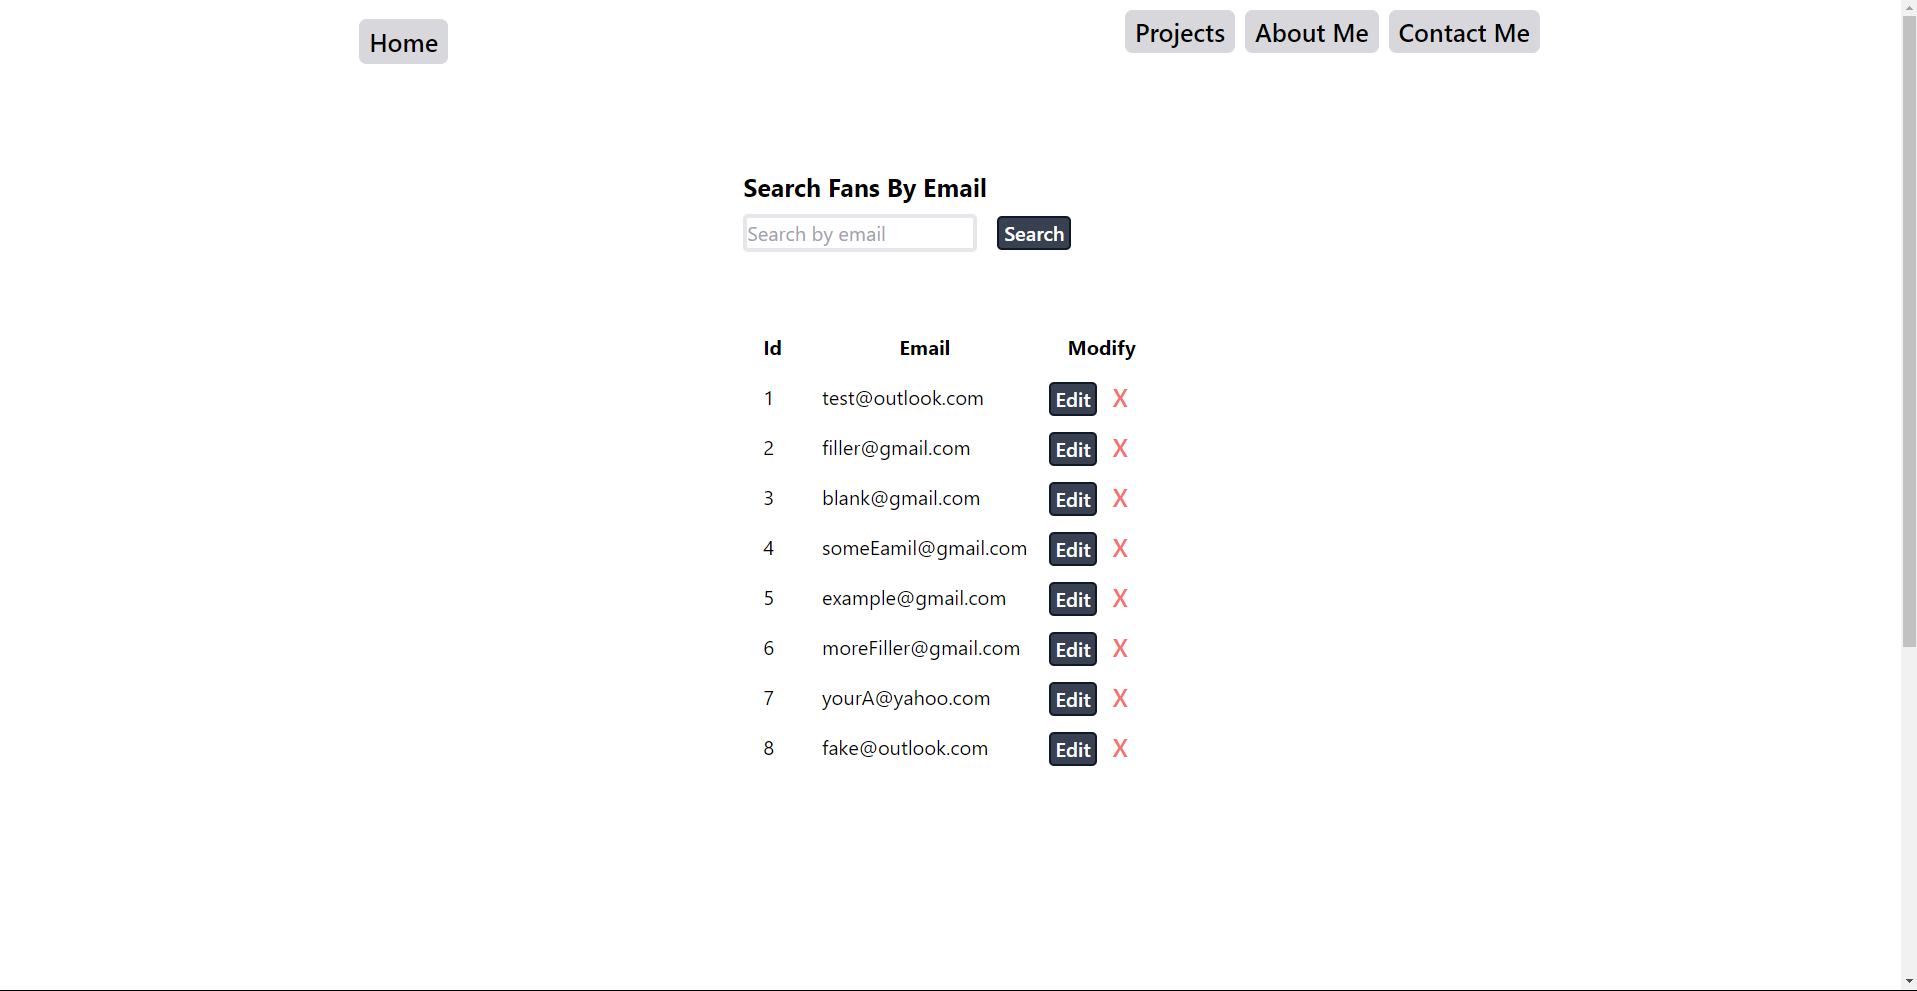 Home Projects About Me Contact Me
Search Fans By Email
Search by email Search
Id Email Modify
1 test@outlook.com Edit X
2 filler@gmail.com Edit X
3 blank@gmail.com Edit X
4 someEamil@gmail.com Edit X
5 example@gmail.com Edit X
6 moreFiller@gmail.com Edit X
7 yourA@yahoo.com Edit X
8 fake@outlook.com Edit X